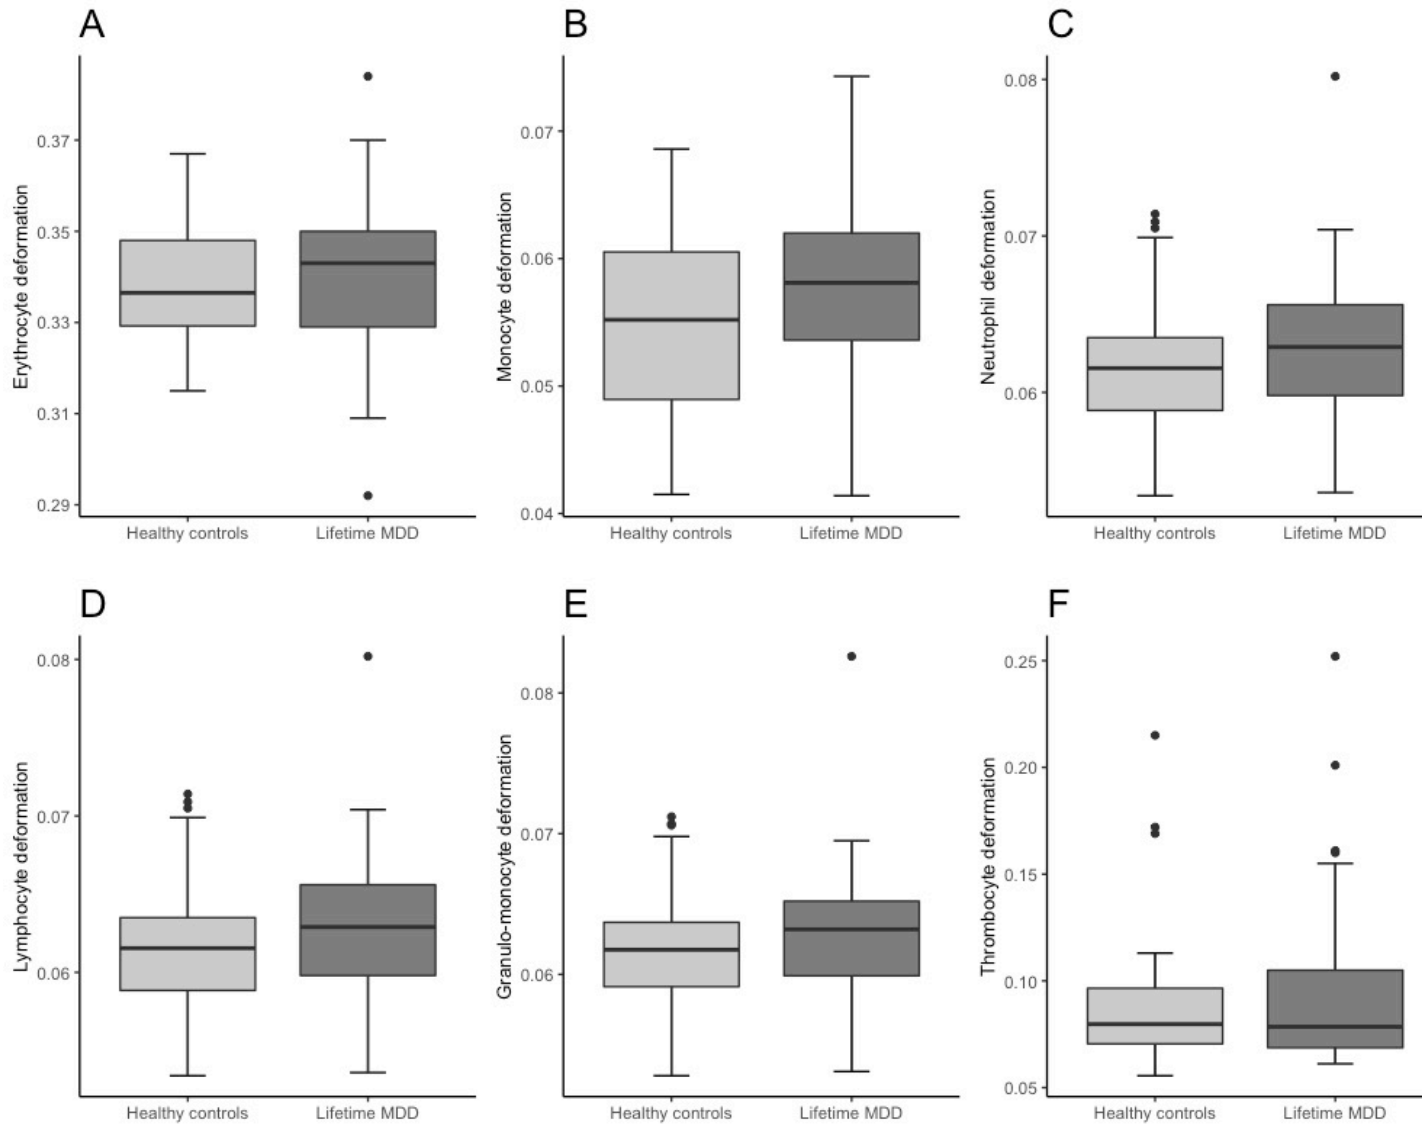 A
B
C
Erythrocyte deformation
0.37
0.35
0.33
0.31
0.29
Healthy controls
Lifetime MDD
Monocyte deformation
0.07
0.06
0.05
0.04
Healthy controls
Lifetime MDD
Neutrophil deformation
0.08
0.07
0.06
Healthy controls
Lifetime MDD
D
E
F
Lymphocyte deformation
0.08
0.07
0.06
Healthy controls
Lifetime MDD
Granulo-monocyte deformation
0.08
0.07
0.06
Healthy controls
Lifetime MDD
Thrombocyte deformation
0.25
0.20
0.15
0.10
0.05
Healthy controls
Lifetime MDD